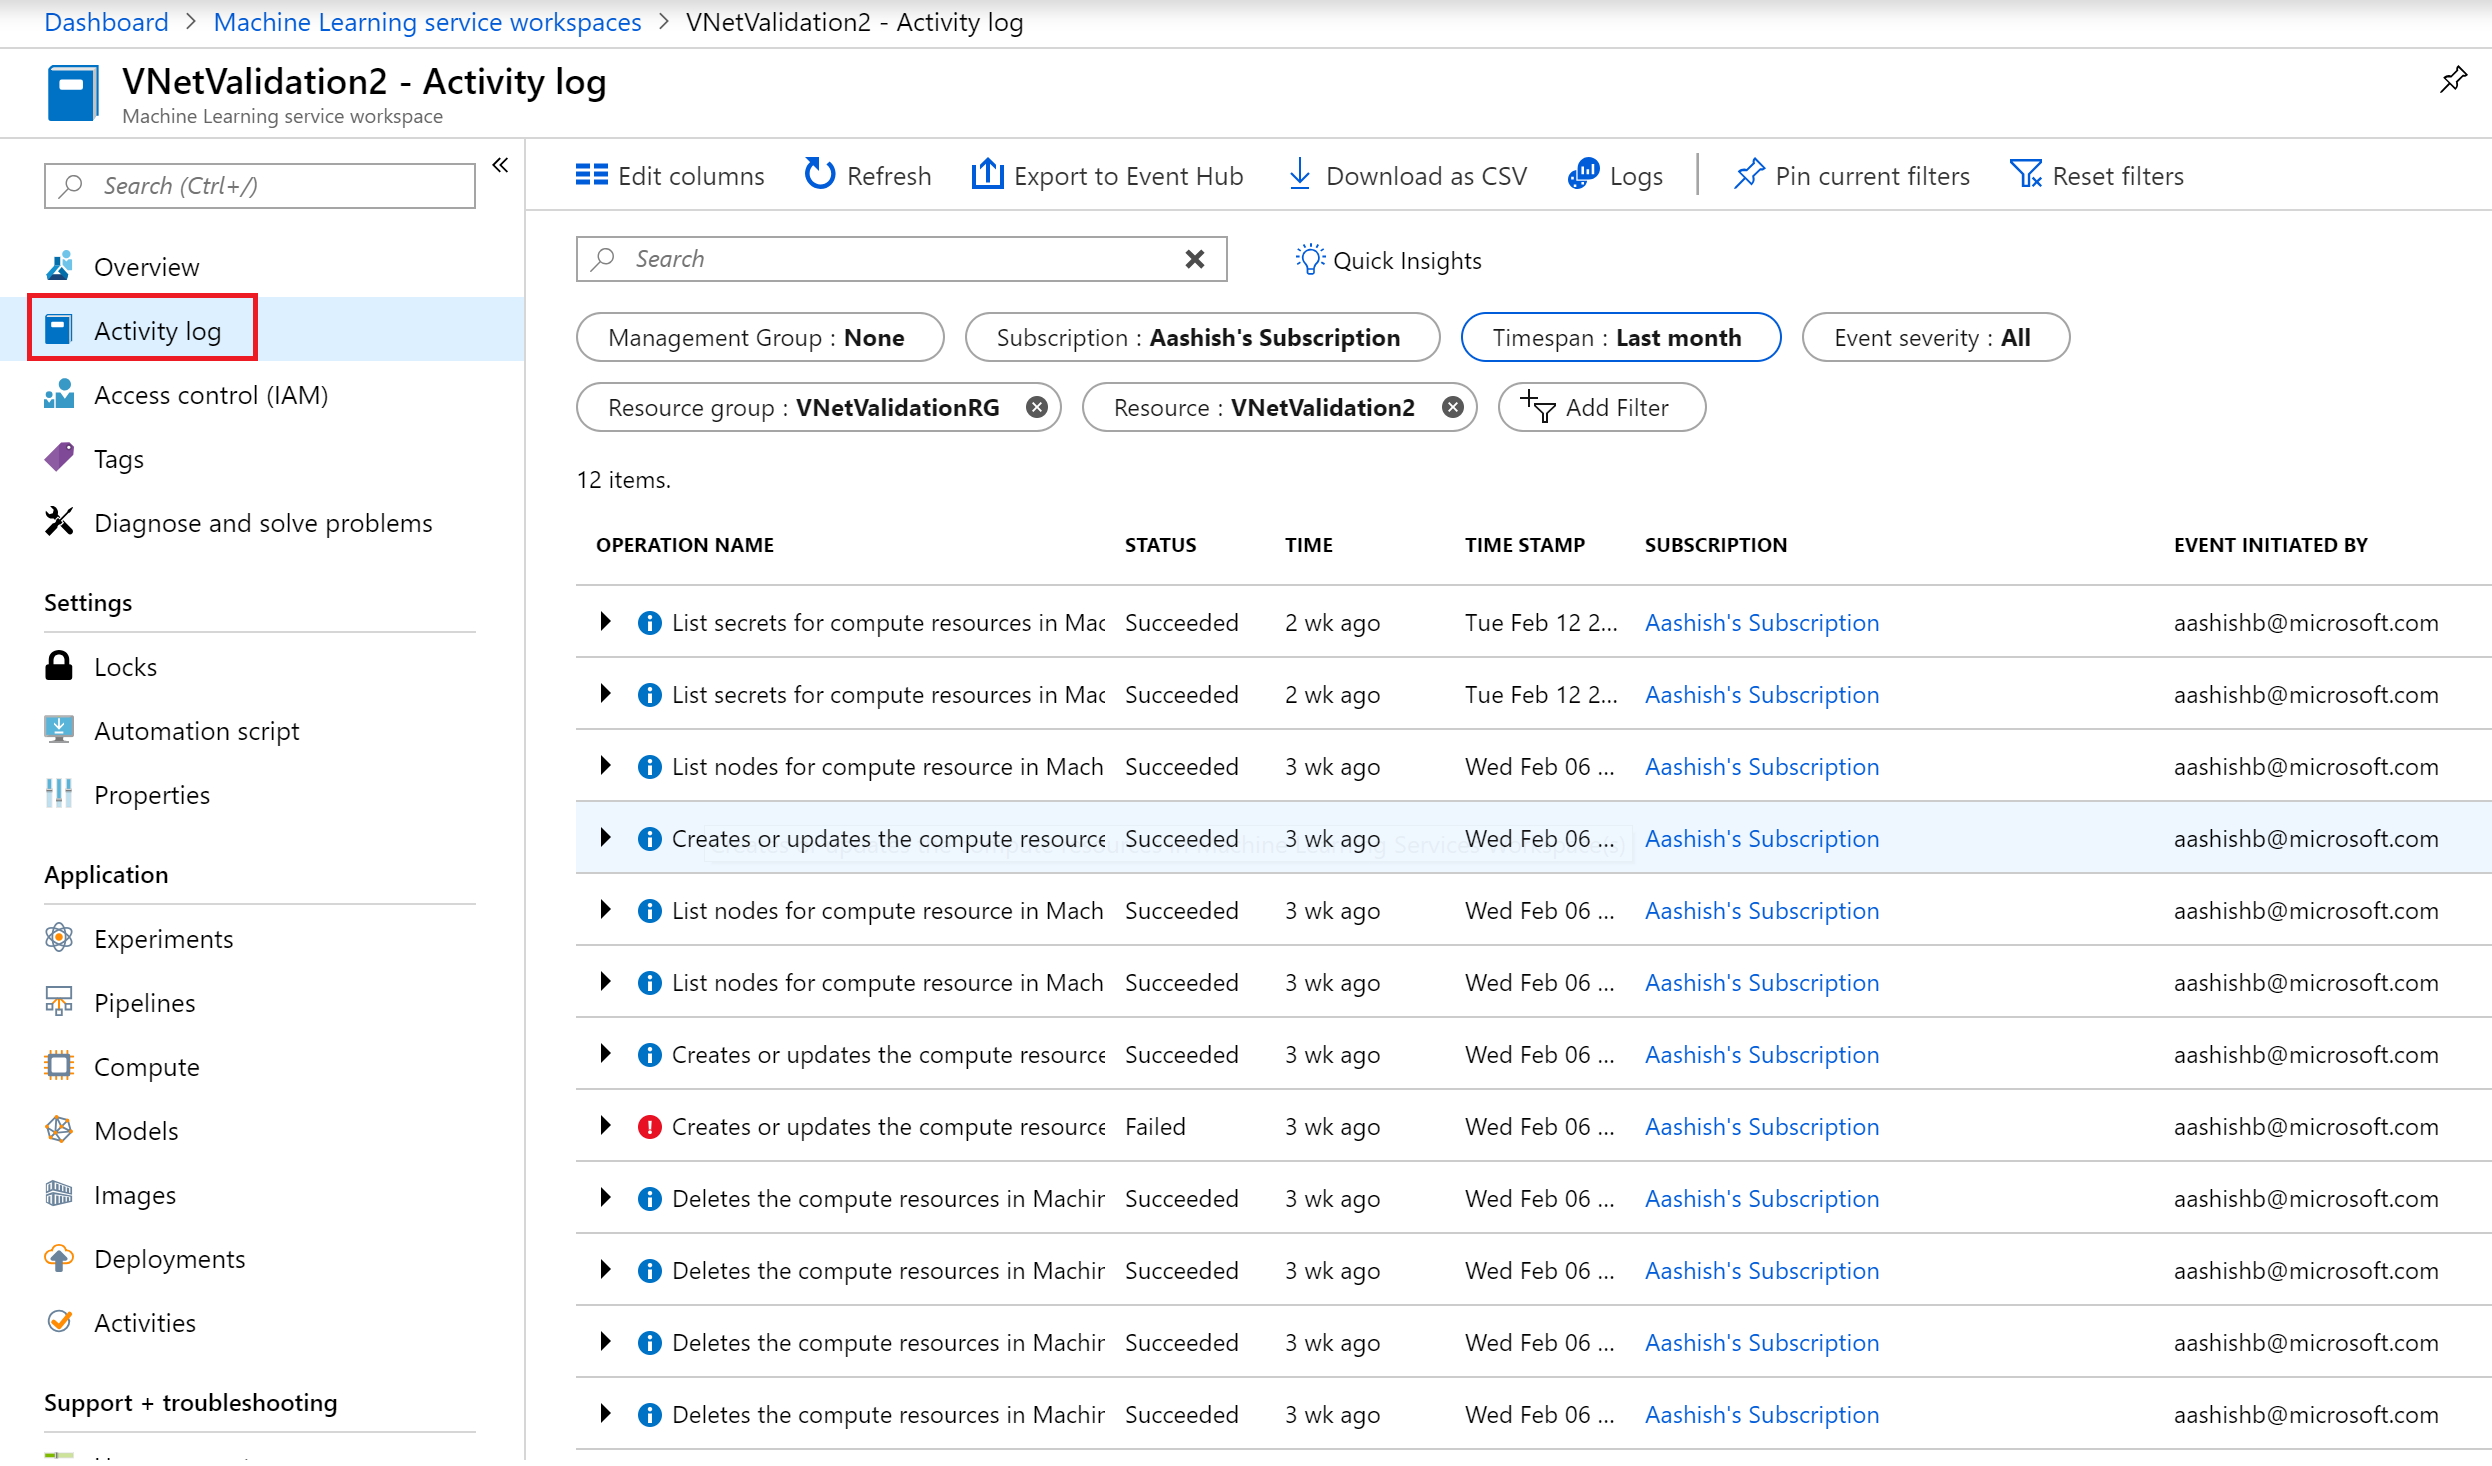 Dashboard > Machine Learning service workspaces > VNetValidation2 - Activity log
VNetValidation2 - Activity log
Machine Learning service workspace
Search (Ctrl+/)
Overview
Activity log
Access control (IAM)
Tags
Diagnose and solve problems
Settings
Locks
Automation script
Properties
Application
Experiments
Pipelines
Compute
Models
Images
Deployments
Activities
Support + troubleshooting
Edit columns Refresh Export to Event Hub Download as CSV Logs Pin current filters Reset filters
Search Quick Insights
Management Group : None Subscription : Aashish's Subscription Timespan : Last month Event severity : All
Resource group : VNetValidationRG Resource : VNetValidation2 Add Filter
12 items.
OPERATION NAME STATUS TIME TIME STAMP SUBSCRIPTION EVENT INITIATED BY
List secrets for compute resources in Mac Succeeded 2 wk ago Tue Feb 12 2... Aashish's Subscription aashishb@microsoft.com
List secrets for compute resources in Mac Succeeded 2 wk ago Tue Feb 12 2... Aashish's Subscription aashishb@microsoft.com
List nodes for compute resource in Mach Succeeded 3 wk ago Wed Feb 06 ... Aashish's Subscription aashishb@microsoft.com
Creates or updates the compute resource Succeeded 3 wk ago Wed Feb 06 ... Aashish's Subscription aashishb@microsoft.com
List nodes for compute resource in Mach Succeeded 3 wk ago Wed Feb 06 ... Aashish's Subscription aashishb@microsoft.com
List nodes for compute resource in Mach Succeeded 3 wk ago Wed Feb 06 ... Aashish's Subscription aashishb@microsoft.com
Creates or updates the compute resource Succeeded 3 wk ago Wed Feb 06 ... Aashish's Subscription aashishb@microsoft.com
Creates or updates the compute resource Failed 3 wk ago Wed Feb 06 ... Aashish's Subscription aashishb@microsoft.com
Deletes the compute resources in Machin Succeeded 3 wk ago Wed Feb 06 ... Aashish's Subscription aashishb@microsoft.com
Deletes the compute resources in Machin Succeeded 3 wk ago Wed Feb 06 ... Aashish's Subscription aashishb@microsoft.com
Deletes the compute resources in Machin Succeeded 3 wk ago Wed Feb 06 ... Aashish's Subscription aashishb@microsoft.com
Deletes the compute resources in Machin Succeeded 3 wk ago Wed Feb 06 ... Aashish's Subscription aashishb@microsoft.com